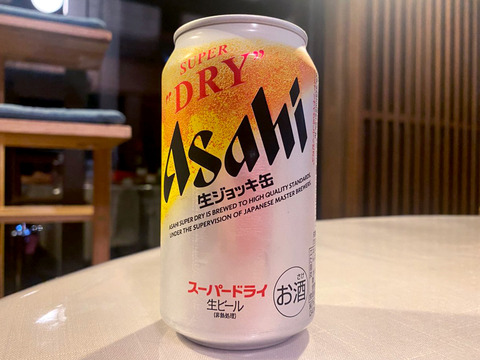 SUPER
"DRY"
Asahi
生ジョッキ缶
ASAHI SUPER DRY IS BREWED TO HIGH QUALITY STANDARDS
UNDER THE SUPERVISION OF JAPANESE MASTER BREWERS
スーパードライ
生ビール
(非熱処理)
さけ
お酒